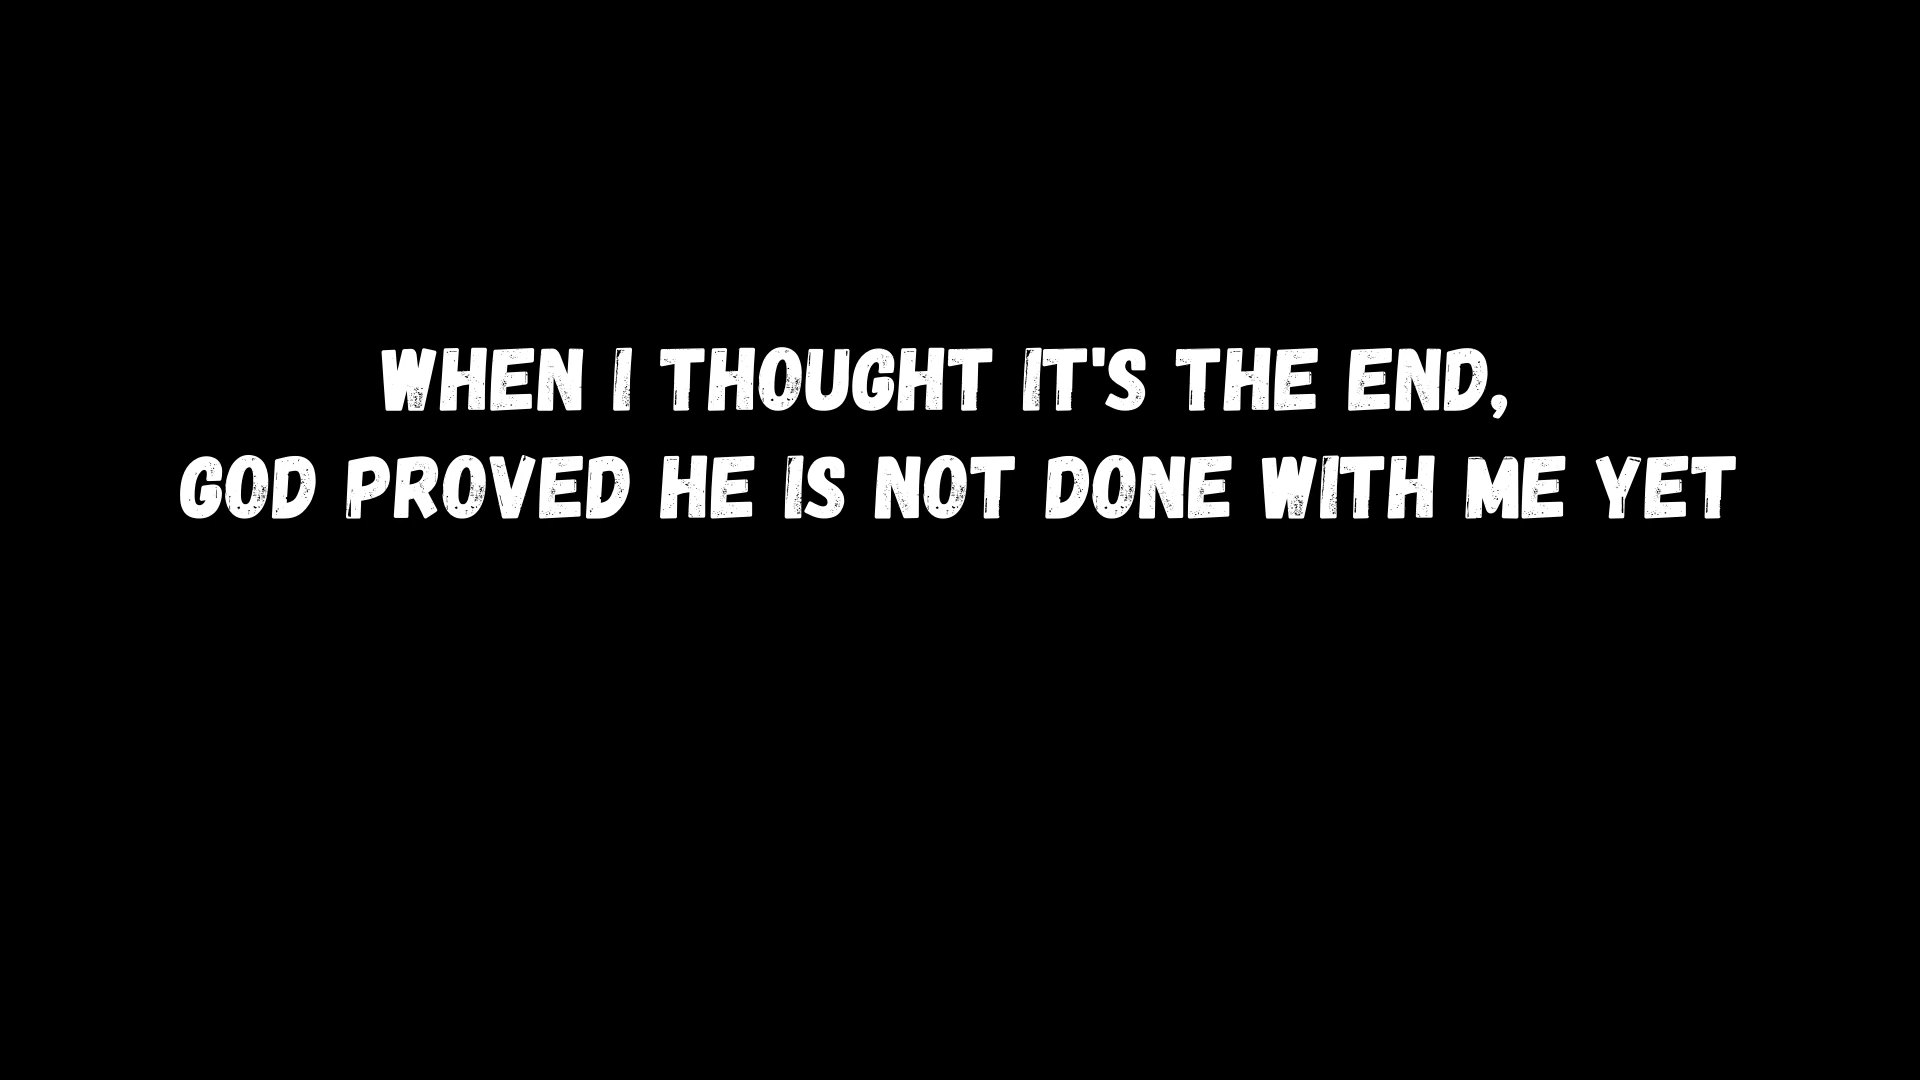 WHEN I THOUGHT IT'S THE END,
GOD PROVED HE IS NOT DONE WITH ME YET